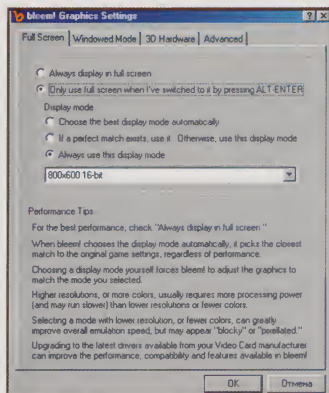 bleem! Graphics Settings
Full Screen Windowed Mode 3D Hardware Advanced
Always display in full screen
Only use full screen when I've switched to it by pressing ALT-ENTER
Display mode
Choose the best display mode automatically
If a perfect match exists, use it. Otherwise, use this display mode
Always use this display mode
800x600 16-bit
Performance Tips
For the best performance, check "Always display in full screen."
When bleem! chooses the display mode automatically, it picks the closest
match to the original game settings, regardless of performance.
Choosing a display mode yourself forces bleem! to adjust the graphics to
match the mode you selected.
Higher resolutions, or more colors, usually requires more processing power
(and may run slower) than lower resolutions or fewer colors.
Selecting a mode with lower resolution, or fewer colors, can greatly
improve overall emulation speed, but may appear "blocky" or "pixellated."
Upgrading to the latest drivers available from your Video Card manufacturer
can improve the performance, compatibility and features available in bleem!
OK Отмена